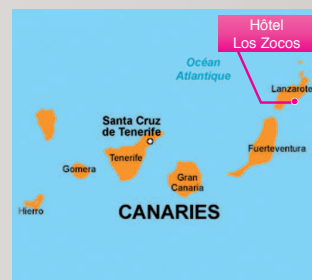 Hôtel
Los Zocos
Océan
Atlantique
Lanzarote
Santa Cruz
de Tenerife
Tenerife
Fuerteventura
Gomera
Gran
Canaria
Hierro
CANARIES